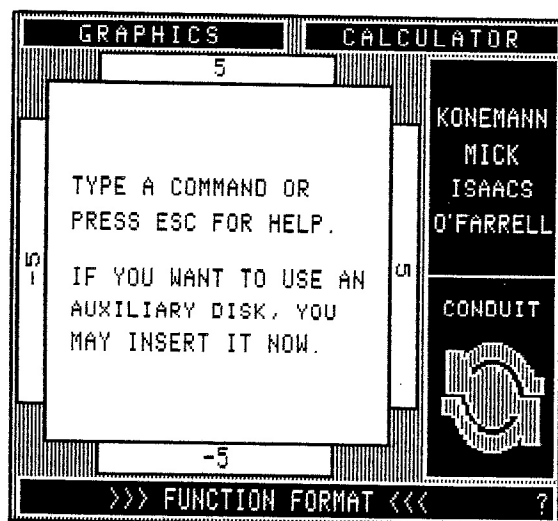 GRAPHICS CALCULATOR
5
KONEMANN
MICK
ISAACS
O'FARRELL
TYPE A COMMAND OR
PRESS ESC FOR HELP.
IF YOU WANT TO USE AN
AUXILIARY DISK, YOU
MAY INSERT IT NOW.
-5
5
CONDUIT
-5
>>> FUNCTION FORMAT <<< ?